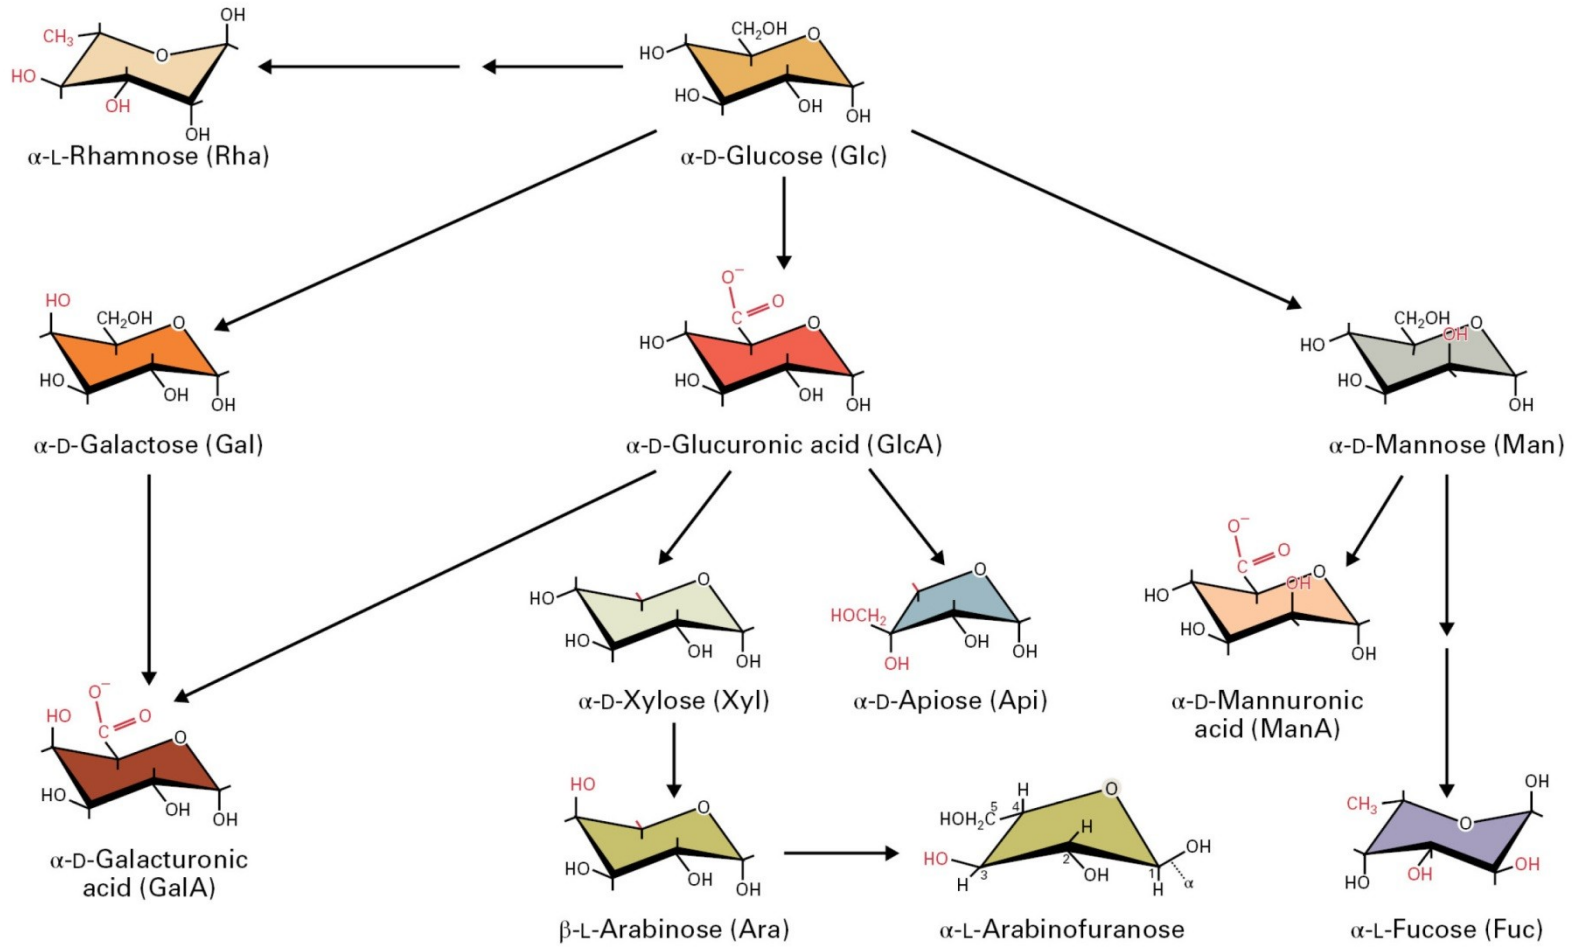 OH
CH3
O
HO
OH
OH
α-L-Rhamnose (Rha)
CH2OH
O
HO
HO
OH
OH
α-D-Glucose (Glc)
HO
CH2OH
O
HO
OH
OH
α-D-Galactose (Gal)
O−
C
O
O
HO
HO
OH
OH
α-D-Glucuronic acid (GlcA)
CH2OH
O
OH
HO
HO
OH
α-D-Mannose (Man)
O
HO
HO
OH
OH
α-D-Xylose (Xyl)
O
HOCH2
OH
OH
OH
α-D-Apiose (Api)
O−
O
C
O
OH
HO
HO
OH
α-D-Mannuronic
acid (ManA)
O−
HO
O
C
O
HO
OH
OH
α-D-Galacturonic
acid (GalA)
HO
O
HO
OH
OH
β-L-Arabinose (Ara)
H
O
5
4
HOH2C
H
OH
HO
2
3
1
OH
H
H
α
α-L-Arabinofuranose
OH
CH3
O
OH
OH
HO
α-L-Fucose (Fuc)